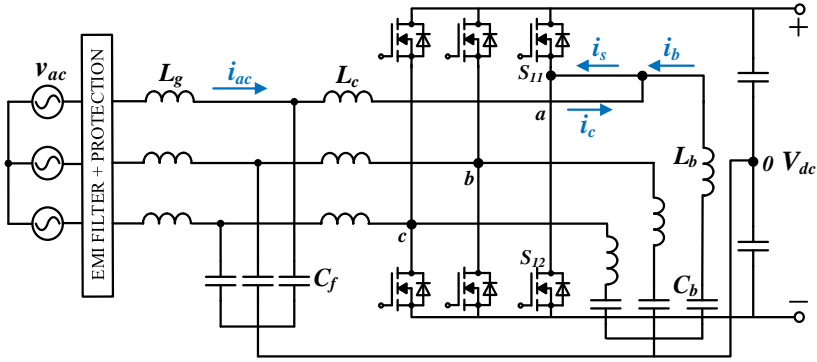 v_ac
EMI FILTER + PROTECTION
L_g
i_ac
L_c
C_f
S_11
i_s
i_b
i_c
a
b
c
S_12
L_b
C_b
+
0
V_dc
−